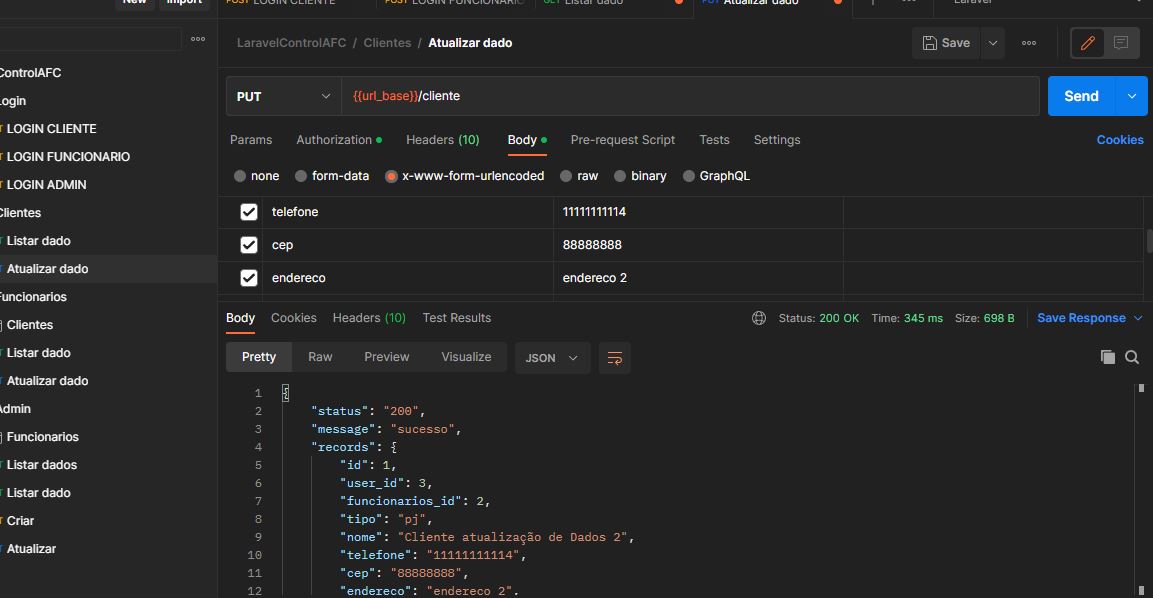 New Import
POST LOGIN CLIENTE POST LOGIN FUNCIONARIO GET Listar dado PUT Atualizar dado Laravel
LaravelControlAFC / Clientes / Atualizar dado Save
ControlAFC
PUT {{url_base}}/cliente Send
ogin
LOGIN CLIENTE
Params Authorization Headers (10) Body Pre-request Script Tests Settings Cookies
LOGIN FUNCIONARIO
none form-data x-www-form-urlencoded raw binary GraphQL
LOGIN ADMIN
Clientes
telefone 11111111114
Listar dado
cep 88888888
Atualizar dado
endereco endereco 2
Funcionarios
Clientes
Body Cookies Headers (10) Test Results Status: 200 OK Time: 345 ms Size: 698 B Save Response
Listar dado
Pretty Raw Preview Visualize JSON
Atualizar dado
Admin
Funcionarios
Listar dados
Listar dado
Criar
Atualizar
1 {
2 "status": "200",
3 "message": "sucesso",
4 "records": {
5 "id": 1,
6 "user_id": 3,
7 "funcionarios_id": 2,
8 "tipo": "pj",
9 "nome": "Cliente atualização de Dados 2",
10 "telefone": "11111111114",
11 "cep": "88888888",
12 "endereco": "endereco 2",